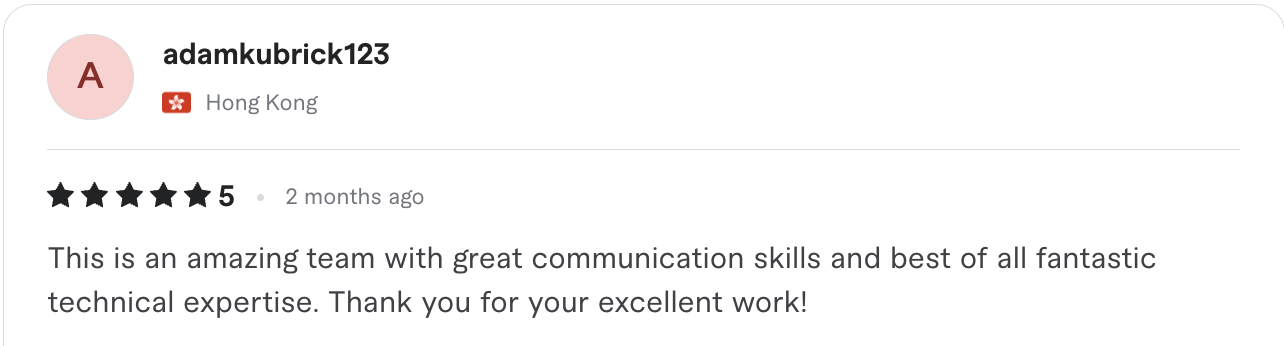 A
adamkubrick123
Hong Kong
5
2 months ago
This is an amazing team with great communication skills and best of all fantastic
technical expertise. Thank you for your excellent work!